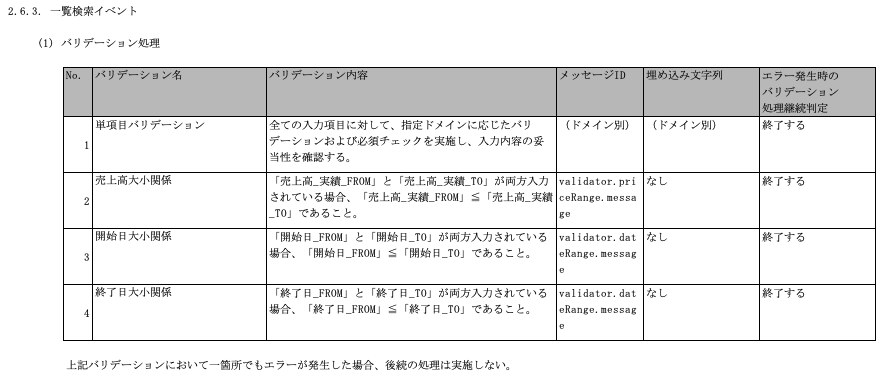 2.6.3. 一覧検索イベント
(1) バリデーション処理
No. バリデーション名 バリデーション内容 メッセージID 埋め込み文字列 エラー発生時の
バリデーション
処理継続判定
1 単項目バリデーション 全ての入力項目に対して、指定ドメインに応じたバリ （ドメイン別） （ドメイン別） 終了する
デーションおよび必須チェックを実施し、入力内容の妥
当性を確認する。
2 売上高大小関係 「売上高_実績_FROM」と「売上高_実績_TO」が両方入力 validator.pri なし 終了する
されている場合、「売上高_実績_FROM」≦「売上高_実績 ceRange.messa
_TO」であること。 ge
3 開始日大小関係 「開始日_FROM」と「開始日_TO」が両方入力されている validator.dat なし 終了する
場合、「開始日_FROM」≦「開始日_TO」であること。 eRange.messag
e
4 終了日大小関係 「終了日_FROM」と「終了日_TO」が両方入力されている validator.dat なし 終了する
場合、「終了日_FROM」≦「終了日_TO」であること。 eRange.messag
e
上記バリデーションにおいて一箇所でもエラーが発生した場合、後続の処理は実施しない。